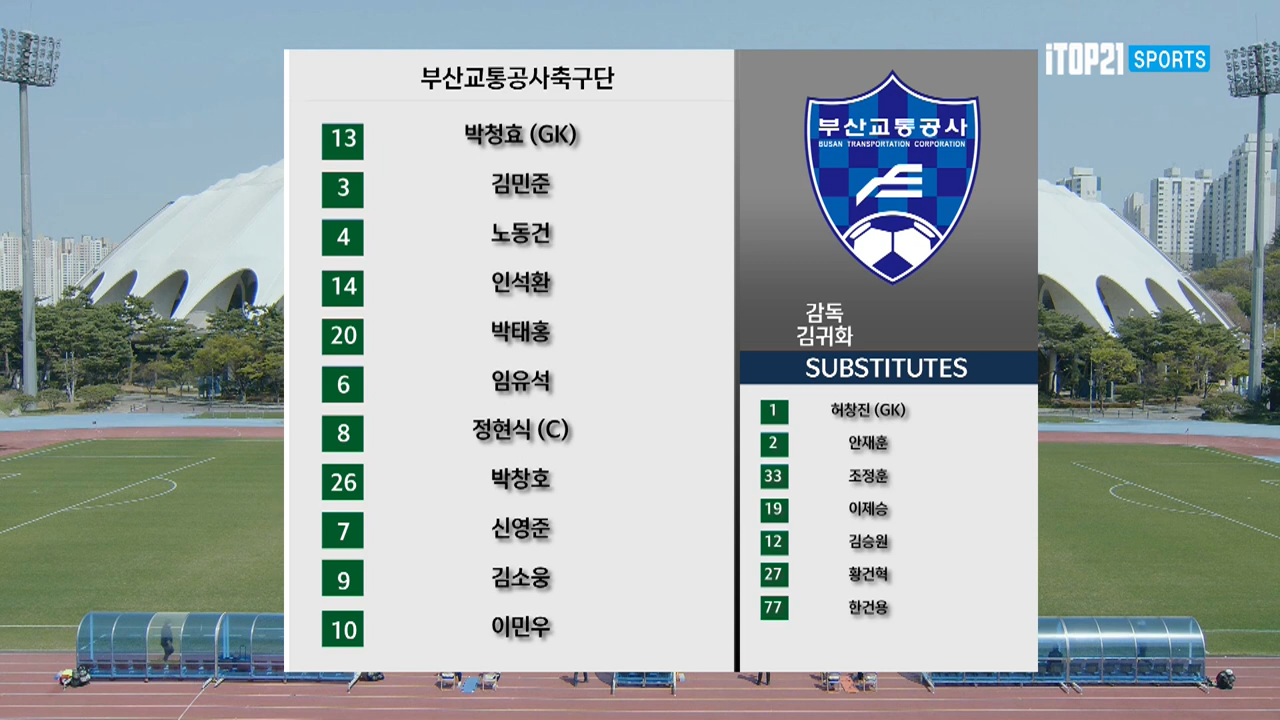 iTOP21 SPORTS
부산교통공사축구단
13 박청효 (GK)
3 김민준
4 노동건
14 인석환
20 박태홍
6 임유석
8 정현식 (C)
26 박창호
7 신영준
9 김소웅
10 이민우
부산교통공사
BUSAN TRANSPORTATION CORPORATION
감독
김귀화
SUBSTITUTES
1 허창진 (GK)
2 안재훈
33 조정훈
19 이제승
12 김승원
27 황건혁
77 한건용